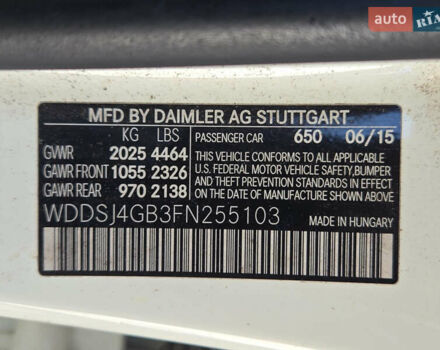 auto
RIA
MFD BY DAIMLER AG STUTTGART
KG LBS
PASSENGER CAR 650 06/15
GVWR 2025 4464
GAWR FRONT 1055 2326
GAWR REAR 970 2138
THIS VEHICLE CONFORMS TO ALL APPLICABLE
U.S. FEDERAL MOTOR VEHICLE SAFETY, BUMPER
AND THEFT PREVENTION STANDARDS IN EFFECT
ON THE DATE OF MANUFACTURE SHOWN ABOVE.
WDDSJ4GB3FN255103
MADE IN HUNGARY